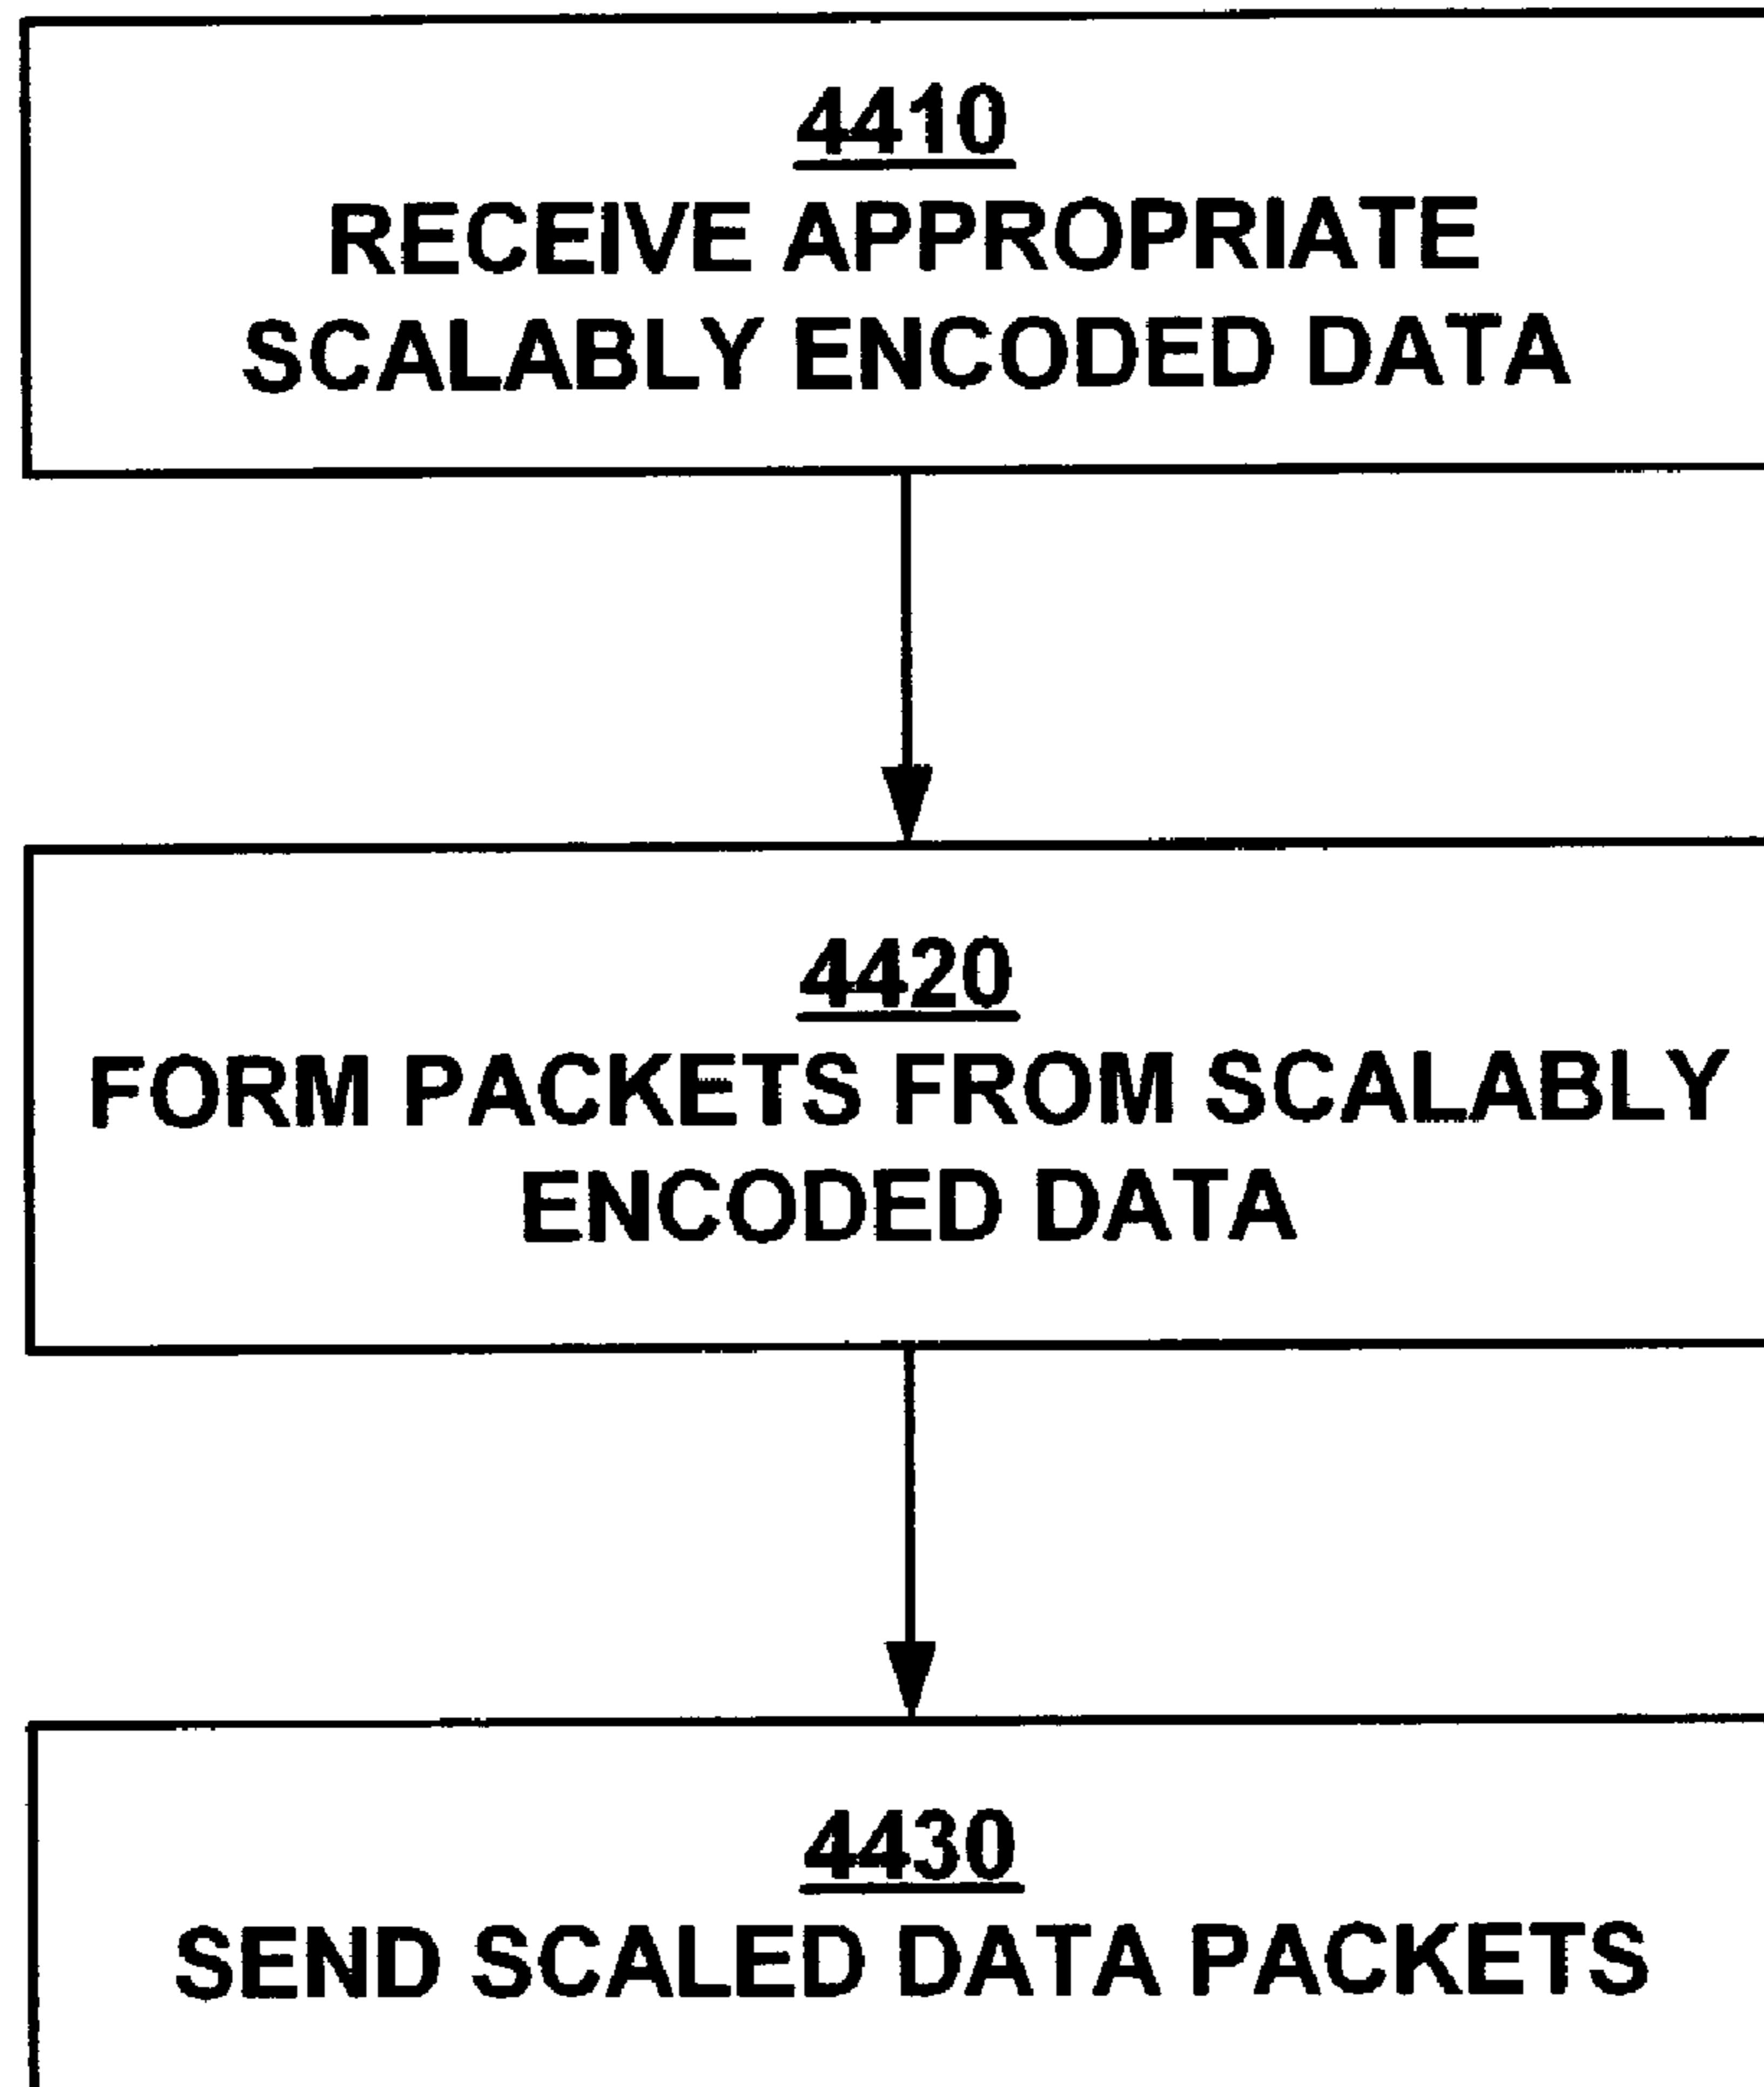 4410
RECEIVE APPROPRIATE
SCALABLY ENCODED DATA
4420
FORM PACKETS FROM SCALABLY
ENCODED DATA
4430
SEND SCALED DATA PACKETS